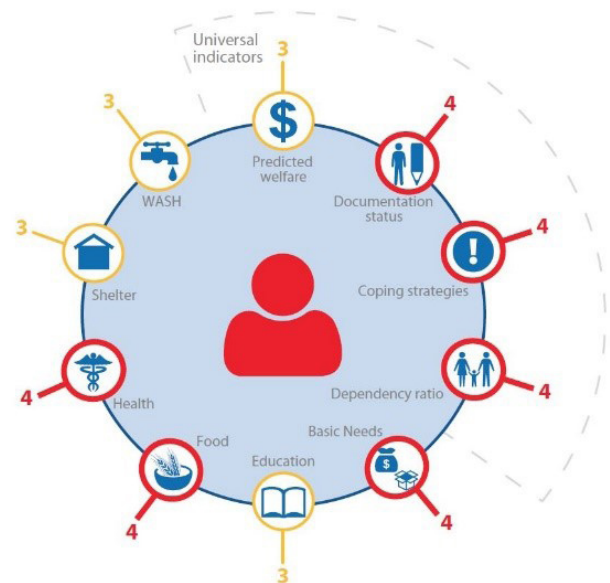 Universal
indicators
3
$
Predicted
welfare
4
Documentation
status
4
!
Coping strategies
4
Dependency ratio
4
Basic Needs
$
3
Education
4
Food
4
Health
3
Shelter
3
WASH